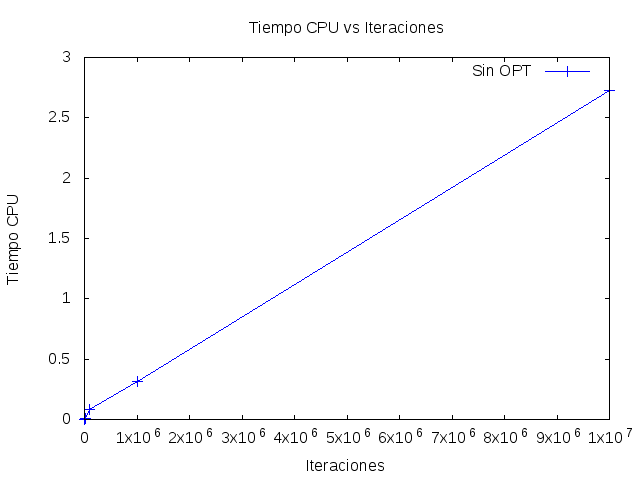 Tiempo CPU vs Iteraciones
Sin OPT
3
2.5
2
1.5
1
0.5
0
Tiempo CPU
0 1x10^6 2x10^6 3x10^6 4x10^6 5x10^6 6x10^6 7x10^6 8x10^6 9x10^6 1x10^7
Iteraciones